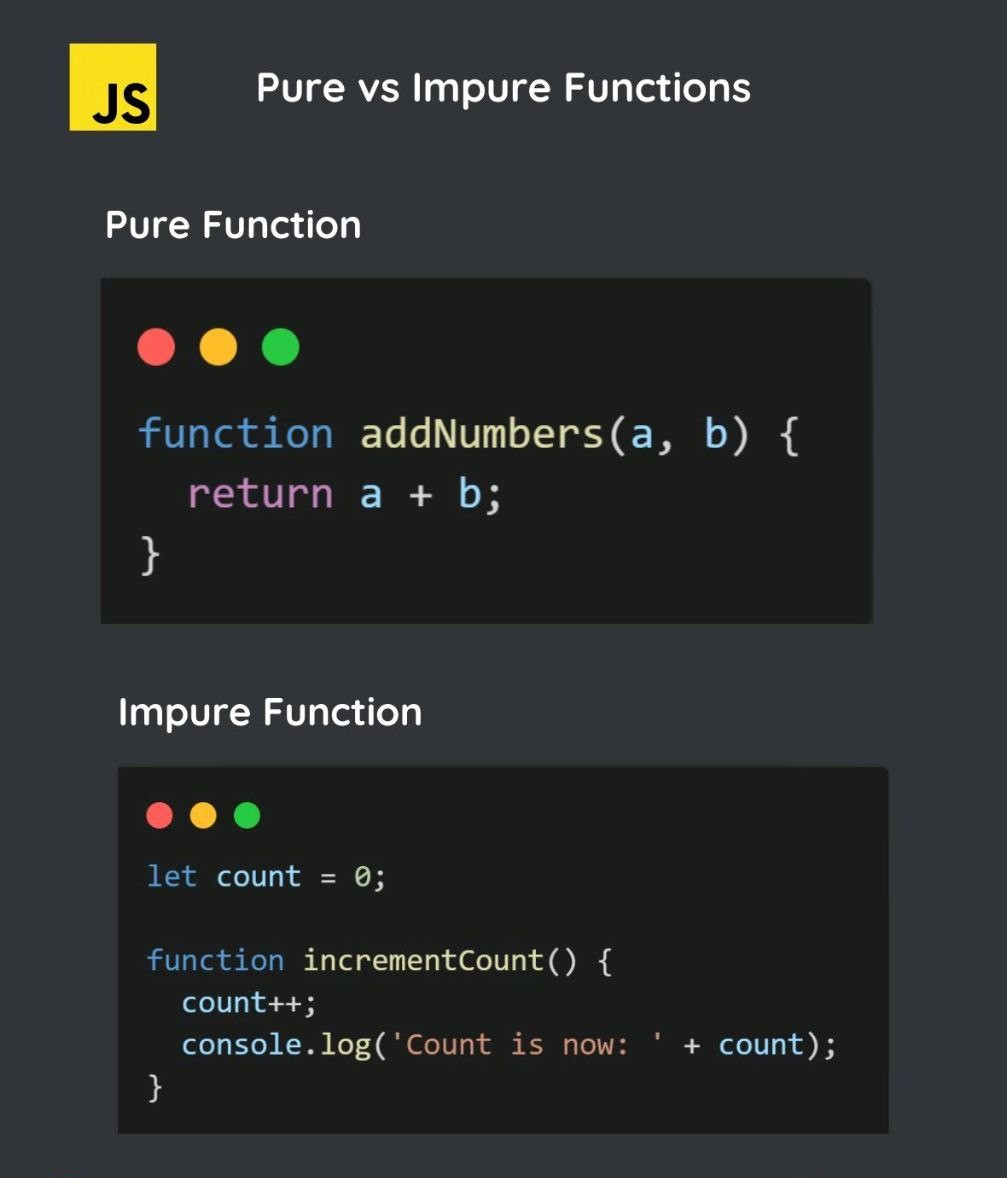 JS
Pure vs Impure Functions
Pure Function
function addNumbers(a, b) {
  return a + b;
}
Impure Function
let count = 0;
function incrementCount() {
  count++;
  console.log('Count is now: ' + count);
}